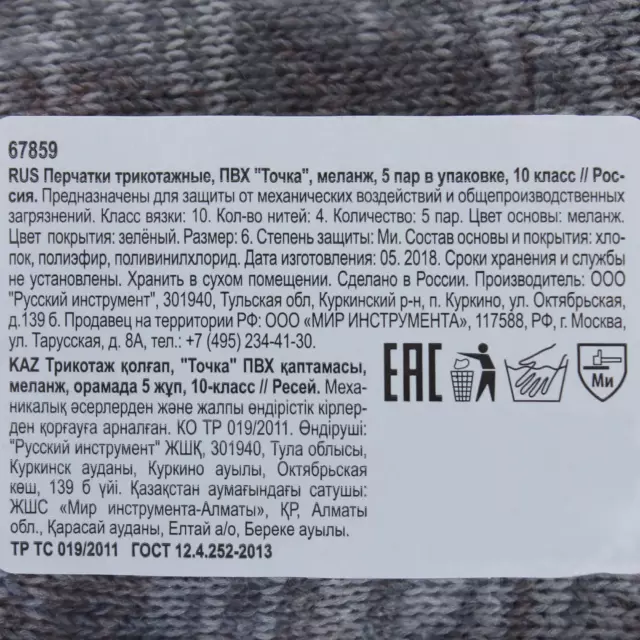 67859
RUS Перчатки трикотажные, ПВХ "Точка", меланж, 5 пар в упаковке, 10 класс // Рос-
сия. Предназначены для защиты от механических воздействий и общепроизводственных
загрязнений. Класс вязки: 10. Кол-во нитей: 4. Количество: 5 пар. Цвет основы: меланж.
Цвет покрытия: зелёный. Размер: 6. Степень защиты: Ми. Состав основы и покрытия: хло-
пок, полиэфир, поливинилхлорид. Дата изготовления: 05. 2018. Сроки хранения и службы
не установлены. Хранить в сухом помещении. Сделано в России. Производитель: ООО
"Русский инструмент", 301940, Тульская обл, Куркинский р-н, п. Куркино, ул. Октябрьская,
д.139 б. Продавец на территории РФ: ООО «МИР ИНСТРУМЕНТА», 117588, РФ, г. Москва,
ул. Тарусская, д. 8А, тел.: +7 (495) 234-41-30.
KAZ Трикотаж қолғап, "Точка" ПВХ қаптамасы,
меланж, орамада 5 жұп, 10-класс // Ресей. Меха-
никалық әсерлерден және жалпы өндірістік кірлер-
ден қорғауға арналған. КО ТР 019/2011. Өндіруші:
"Русский инструмент" ЖШҚ, 301940, Тула облысы,
Куркинск ауданы, Куркино ауылы, Октябрьская
көш, 139 б үйі. Қазақстан аумағындағы сатушы:
ЖШС «Мир инструмента-Алматы», ҚР, Алматы
обл., Қарасай ауданы, Елтай а/о, Береке ауылы.
ТР ТС 019/2011 ГОСТ 12.4.252-2013
EAC
Ми